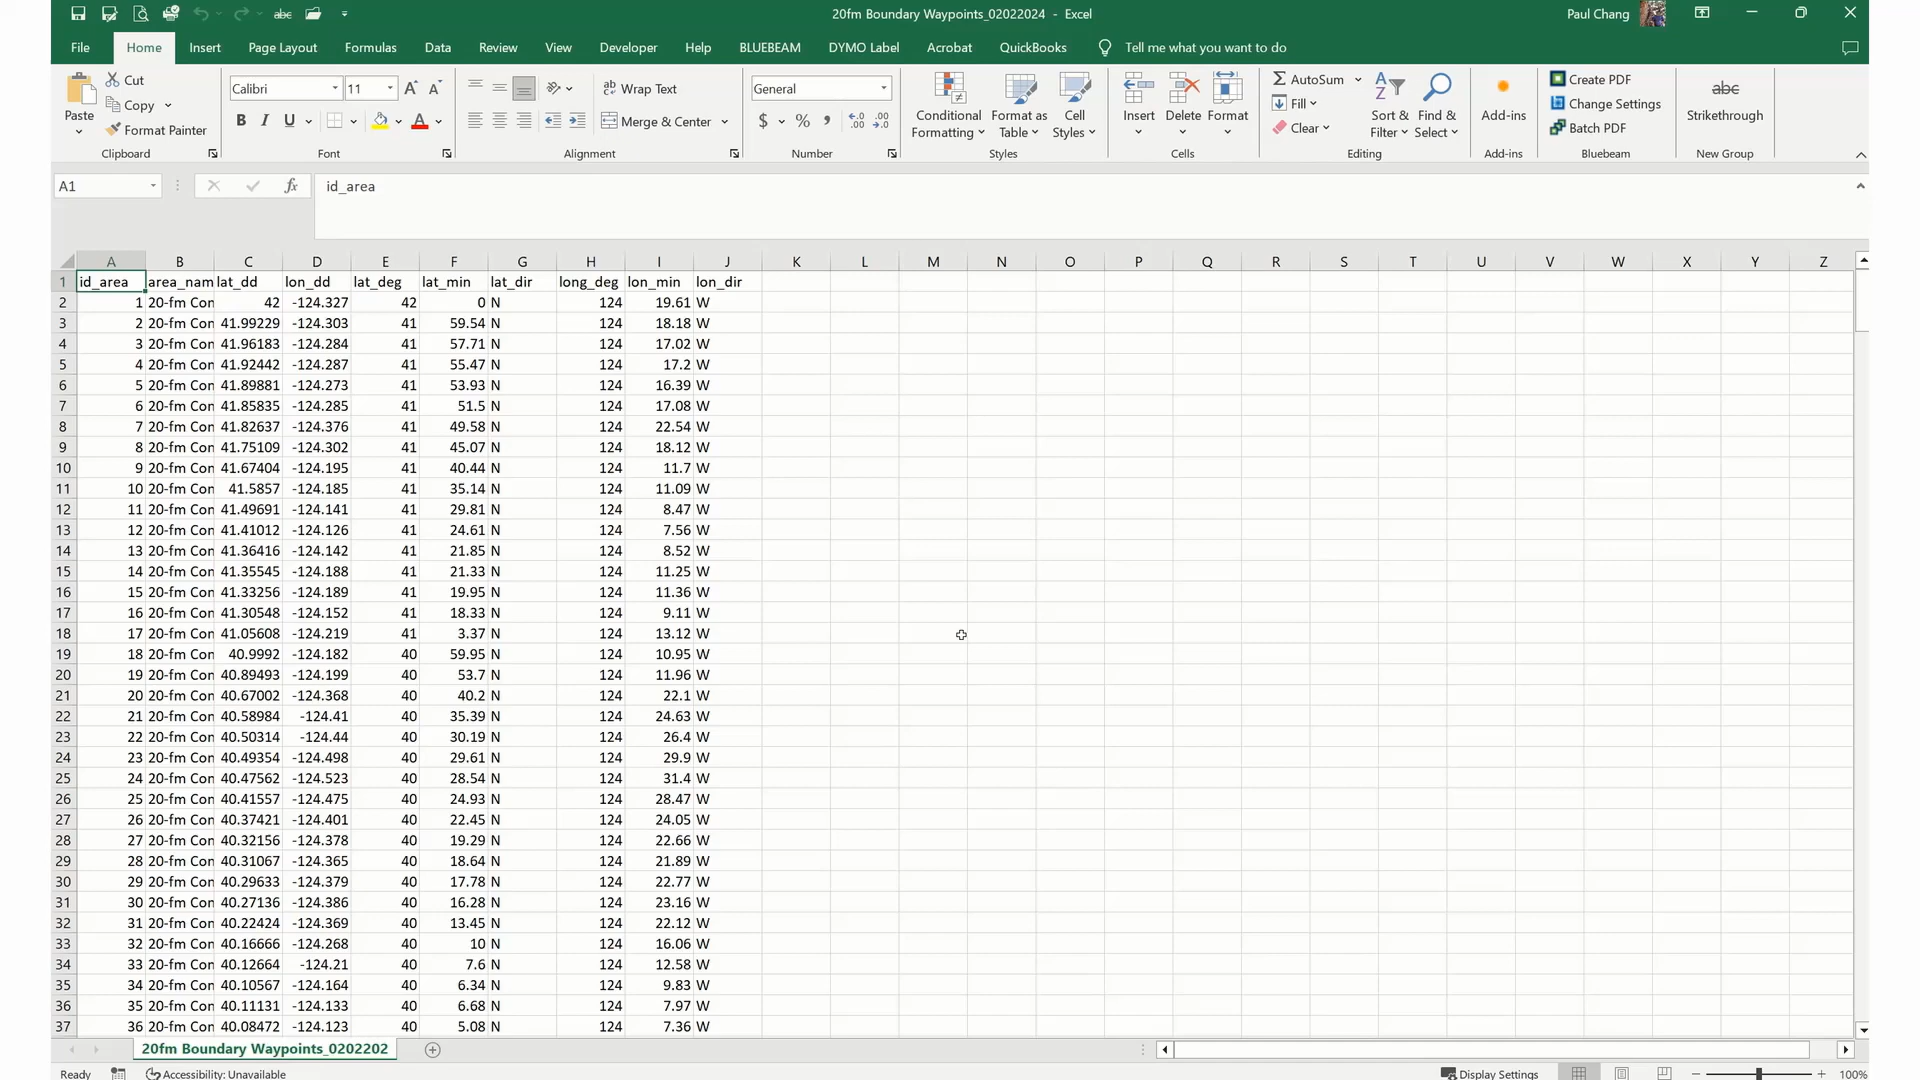 20fm Boundary Waypoints_02022024 - Excel
Paul Chang
File Home Insert Page Layout Formulas Data Review View Developer Help BLUEBEAM DYMO Label Acrobat QuickBooks Tell me what you want to do
Paste
Cut
Copy
Format Painter
Clipboard
Calibri 11
B I U
Font
Wrap Text
Merge & Center
Alignment
General
$ % ,
Number
Conditional Formatting
Format as Table
Cell Styles
Styles
Insert Delete Format
Cells
AutoSum
Fill
Clear
Sort & Filter
Find & Select
Editing
Add-ins
Add-ins
Create PDF
Change Settings
Batch PDF
Bluebeam
abc
Strikethrough
New Group
A1 fx id_area
A B C D E F G H I J K L M N O P Q R S T U V W X Y Z
1 id_area area_nam lat_dd lon_dd lat_deg lat_min lat_dir long_deg lon_min lon_dir
2 1 20-fm Con 42 -124.327 42 0 N 124 19.61 W
3 2 20-fm Con 41.99229 -124.303 41 59.54 N 124 18.18 W
4 3 20-fm Con 41.96183 -124.284 41 57.71 N 124 17.02 W
5 4 20-fm Con 41.92442 -124.287 41 55.47 N 124 17.2 W
6 5 20-fm Con 41.89881 -124.273 41 53.93 N 124 16.39 W
7 6 20-fm Con 41.85835 -124.285 41 51.5 N 124 17.08 W
8 7 20-fm Con 41.82637 -124.376 41 49.58 N 124 22.54 W
9 8 20-fm Con 41.75109 -124.302 41 45.07 N 124 18.12 W
10 9 20-fm Con 41.67404 -124.195 41 40.44 N 124 11.7 W
11 10 20-fm Con 41.5857 -124.185 41 35.14 N 124 11.09 W
12 11 20-fm Con 41.49691 -124.141 41 29.81 N 124 8.47 W
13 12 20-fm Con 41.41012 -124.126 41 24.61 N 124 7.56 W
14 13 20-fm Con 41.36416 -124.142 41 21.85 N 124 8.52 W
15 14 20-fm Con 41.35545 -124.188 41 21.33 N 124 11.25 W
16 15 20-fm Con 41.33256 -124.189 41 19.95 N 124 11.36 W
17 16 20-fm Con 41.30548 -124.152 41 18.33 N 124 9.11 W
18 17 20-fm Con 41.05608 -124.219 41 3.37 N 124 13.12 W
19 18 20-fm Con 40.9992 -124.182 40 59.95 N 124 10.95 W
20 19 20-fm Con 40.89493 -124.199 40 53.7 N 124 11.96 W
21 20 20-fm Con 40.67002 -124.368 40 40.2 N 124 22.1 W
22 21 20-fm Con 40.58984 -124.41 40 35.39 N 124 24.63 W
23 22 20-fm Con 40.50314 -124.44 40 30.19 N 124 26.4 W
24 23 20-fm Con 40.49354 -124.498 40 29.61 N 124 29.9 W
25 24 20-fm Con 40.47562 -124.523 40 28.54 N 124 31.4 W
26 25 20-fm Con 40.41557 -124.475 40 24.93 N 124 28.47 W
27 26 20-fm Con 40.37421 -124.401 40 22.45 N 124 24.05 W
28 27 20-fm Con 40.32156 -124.378 40 19.29 N 124 22.66 W
29 28 20-fm Con 40.31067 -124.365 40 18.64 N 124 21.89 W
30 29 20-fm Con 40.29633 -124.379 40 17.78 N 124 22.77 W
31 30 20-fm Con 40.27136 -124.386 40 16.28 N 124 23.16 W
32 31 20-fm Con 40.22424 -124.369 40 13.45 N 124 22.12 W
33 32 20-fm Con 40.16666 -124.268 40 10 N 124 16.06 W
34 33 20-fm Con 40.12664 -124.21 40 7.6 N 124 12.58 W
35 34 20-fm Con 40.10567 -124.164 40 6.34 N 124 9.83 W
36 35 20-fm Con 40.11131 -124.133 40 6.68 N 124 7.97 W
37 36 20-fm Con 40.08472 -124.123 40 5.08 N 124 7.36 W
20fm Boundary Waypoints_0202202
Ready Accessibility: Unavailable Display Settings 100%